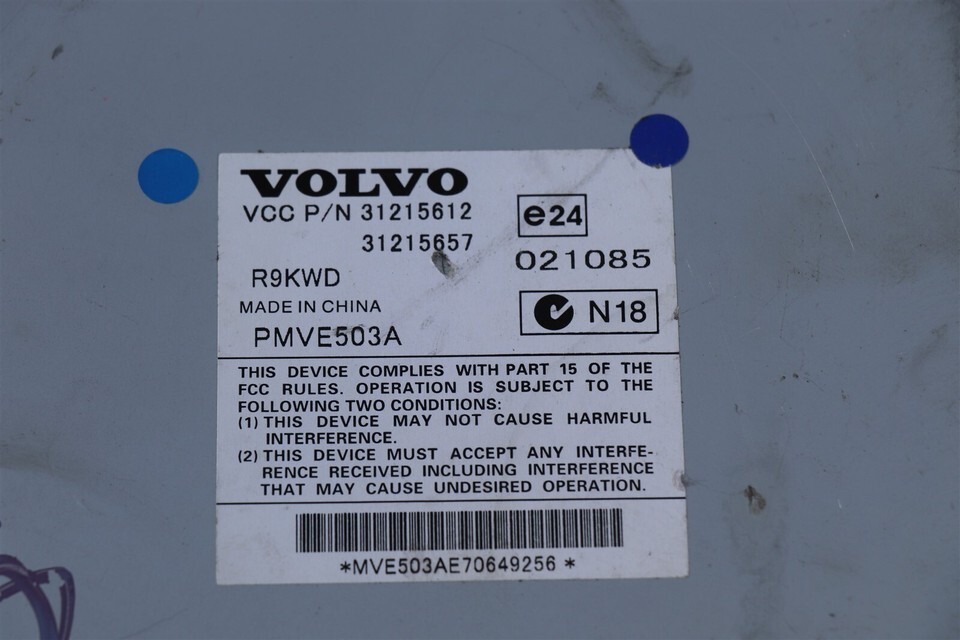 VOLVO
VCC P/N 31215612
31215657
e24
021085
R9KWD
MADE IN CHINA
N18
PMVE503A
THIS DEVICE COMPLIES WITH PART 15 OF THE
FCC RULES. OPERATION IS SUBJECT TO THE
FOLLOWING TWO CONDITIONS:
(1) THIS DEVICE MAY NOT CAUSE HARMFUL
INTERFERENCE.
(2) THIS DEVICE MUST ACCEPT ANY INTERFE-
RENCE RECEIVED INCLUDING INTERFERENCE
THAT MAY CAUSE UNDESIRED OPERATION.
*MVE503AE70649256 *